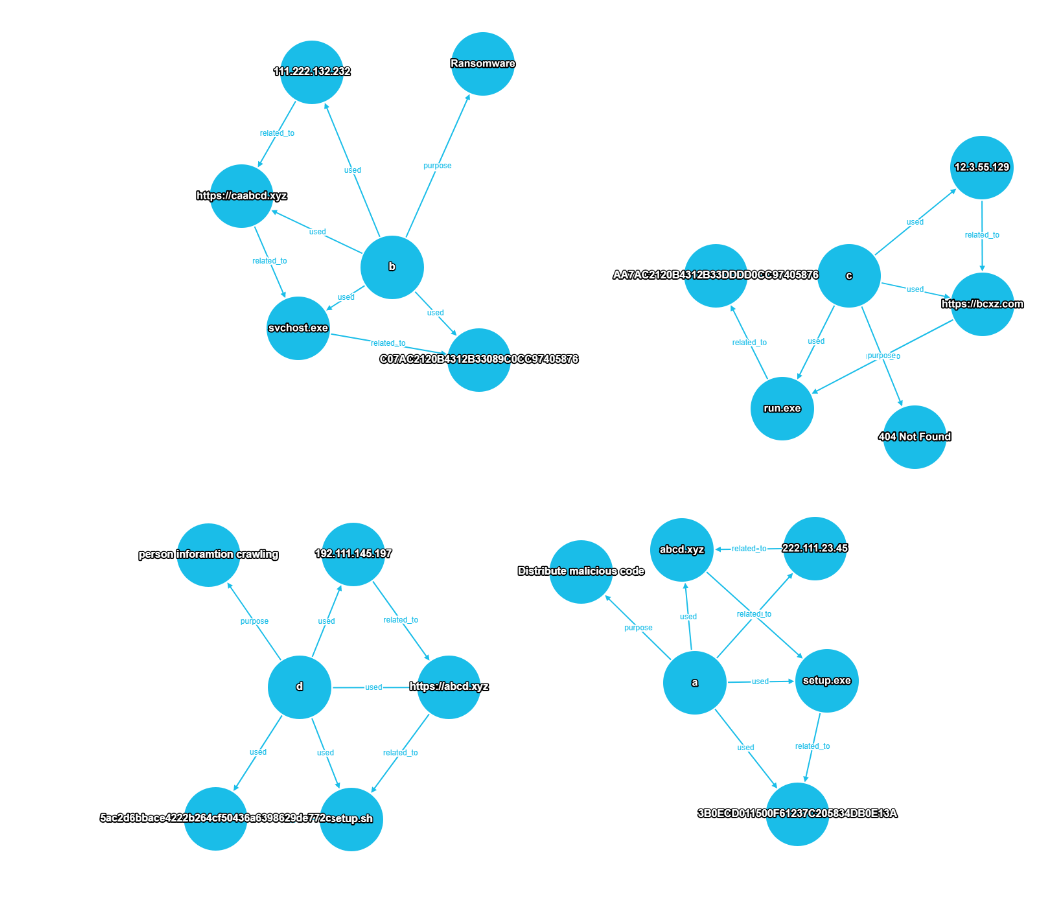 111.222.132.232
Ransomware
related_to
used
purpose
https://caabcd.xyz
used
related_to
b
used
svchost.exe
used
related_to
C07AC2120B4312B33089C0CC97405876
12.3.55.129
used
related_to
AA7AC2120B4312B33DDDD0CC97405876
c
used
https://bcxz.com
related_to
used
purpose
run.exe
404 Not Found
person inforamtion crawling
192.111.145.197
purpose
used
related_to
d
used
https://abcd.xyz
used
used
related_to
5ac2d6bbace4222b264cf50436a6398629de772c
setup.sh
abcd.xyz
related_to
222.111.23.45
Distribute malicious code
used
related_to
purpose
a
used
setup.exe
used
related_to
3B0ECD011500F61237C205834DB0E13A